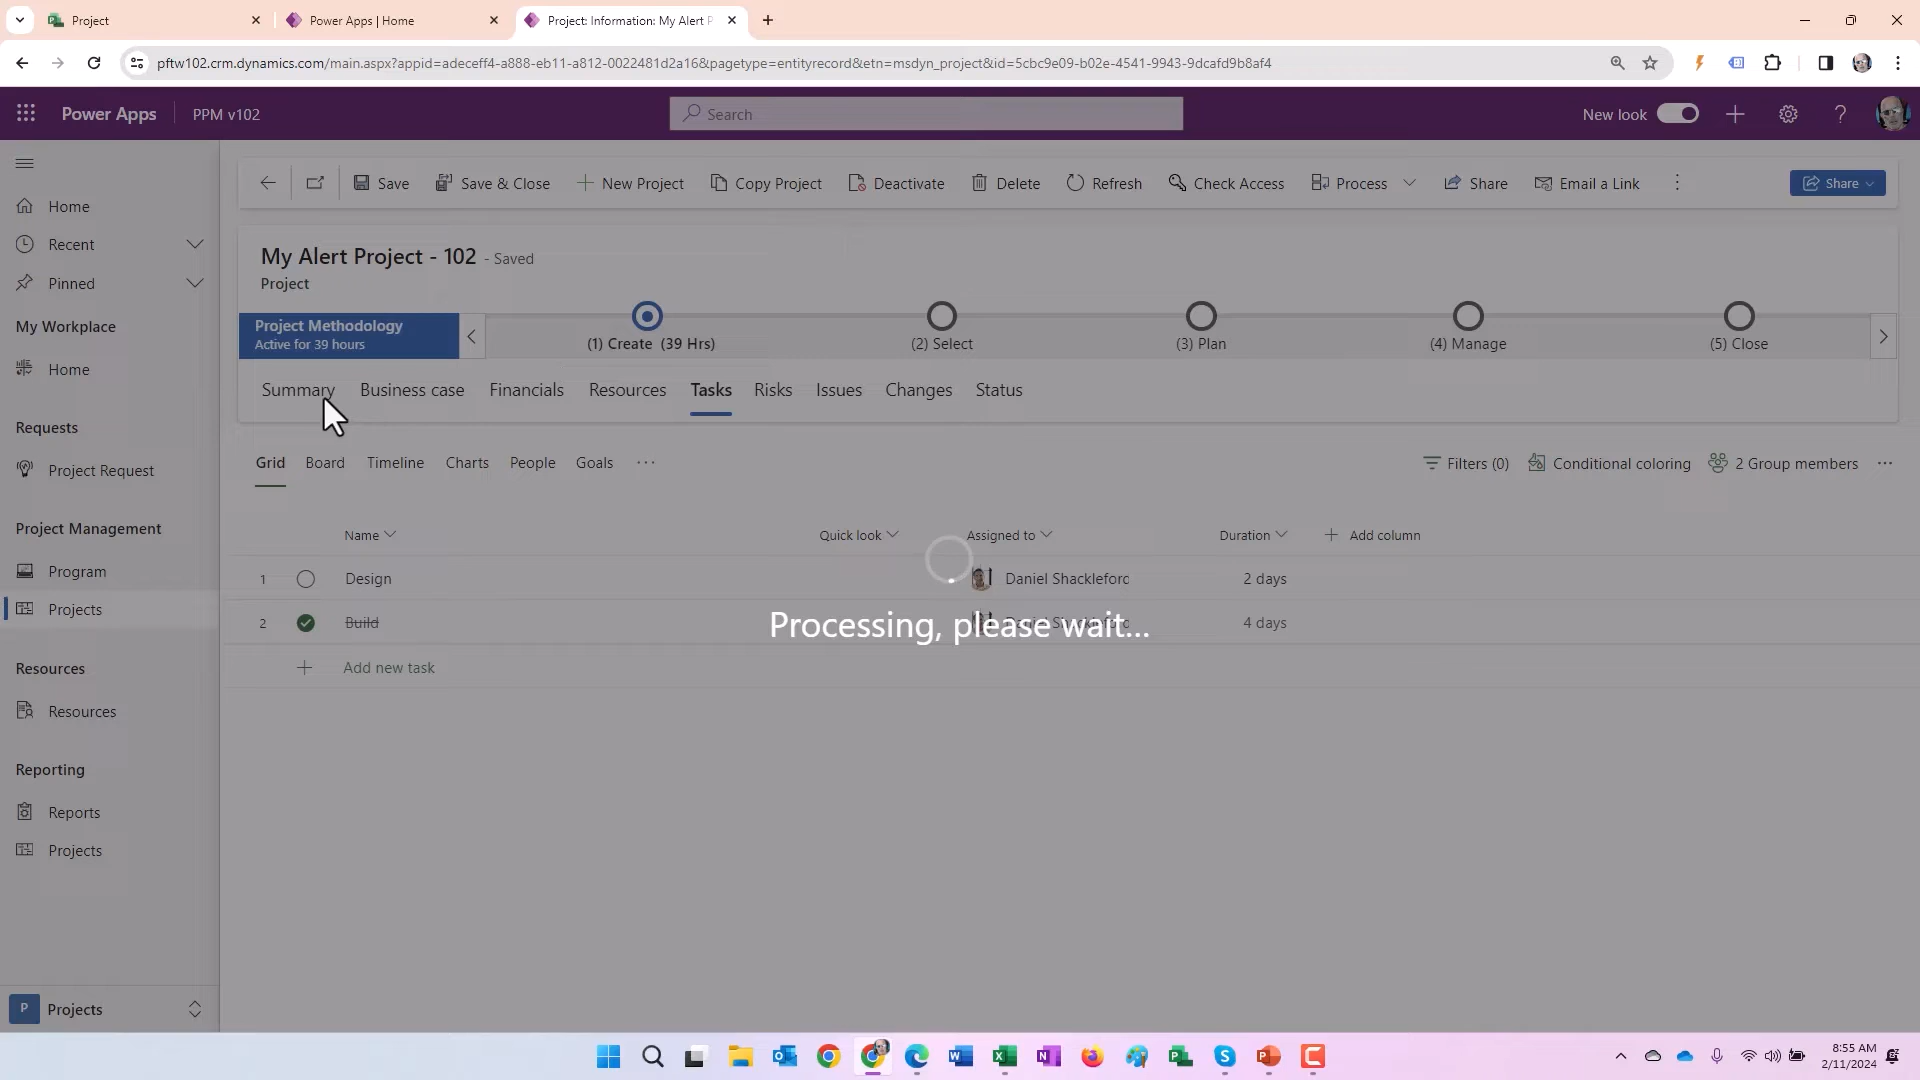 Project
Power Apps | Home
Project: Information: My Alert P
pftw102.crm.dynamics.com/main.aspx?appid=adeceff4-a888-eb11-a812-0022481d2a16&pagetype=entityrecord&etn=msdyn_project&id=5cbc9e09-b02e-4541-9943-9dcafd9b8af4
Power Apps PPM v102 Search New look
Save Save & Close New Project Copy Project Deactivate Delete Refresh Check Access Process Share Email a Link Share
Home
Recent
Pinned
My Workplace
Home
Requests
Project Request
Project Management
Program
Projects
Resources
Resources
Reporting
Reports
Projects
P Projects
My Alert Project - 102 - Saved
Project
Project Methodology
Active for 39 hours
(1) Create (39 Hrs) (2) Select (3) Plan (4) Manage (5) Close
Summary Business case Financials Resources Tasks Risks Issues Changes Status
Grid Board Timeline Charts People Goals ... Filters (0) Conditional coloring 2 Group members ...
Name Quick look Assigned to Duration Add column
1 Design Daniel Shackleford 2 days
2 Build 4 days
Processing, please wait...
Add new task
8:55 AM
2/11/2024